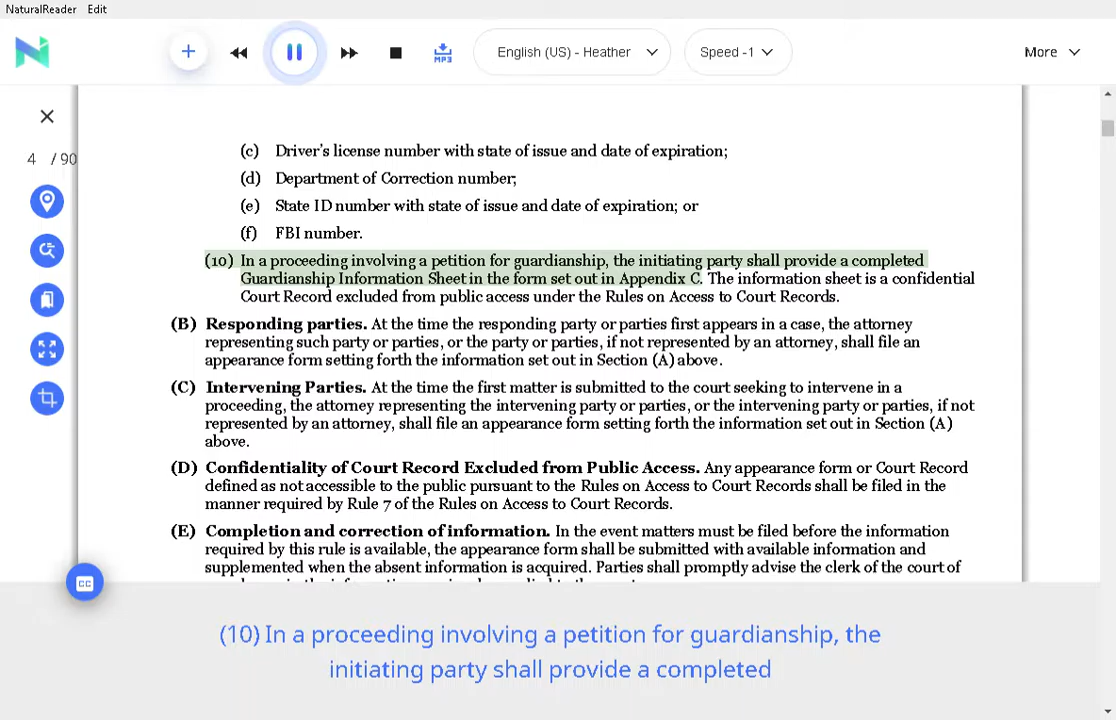 NaturalReader Edit
MP3
English (US) - Heather
Speed -1
More
4 / 90
(c) Driver's license number with state of issue and date of expiration;
(d) Department of Correction number;
(e) State ID number with state of issue and date of expiration; or
(f) FBI number.
(10) In a proceeding involving a petition for guardianship, the initiating party shall provide a completed
Guardianship Information Sheet in the form set out in Appendix C. The information sheet is a confidential
Court Record excluded from public access under the Rules on Access to Court Records.
(B) Responding parties. At the time the responding party or parties first appears in a case, the attorney
representing such party or parties, or the party or parties, if not represented by an attorney, shall file an
appearance form setting forth the information set out in Section (A) above.
(C) Intervening Parties. At the time the first matter is submitted to the court seeking to intervene in a
proceeding, the attorney representing the intervening party or parties, or the intervening party or parties, if not
represented by an attorney, shall file an appearance form setting forth the information set out in Section (A)
above.
(D) Confidentiality of Court Record Excluded from Public Access. Any appearance form or Court Record
defined as not accessible to the public pursuant to the Rules on Access to Court Records shall be filed in the
manner required by Rule 7 of the Rules on Access to Court Records.
(E) Completion and correction of information. In the event matters must be filed before the information
required by this rule is available, the appearance form shall be submitted with available information and
supplemented when the absent information is acquired. Parties shall promptly advise the clerk of the court of
CC
(10) In a proceeding involving a petition for guardianship, the
initiating party shall provide a completed